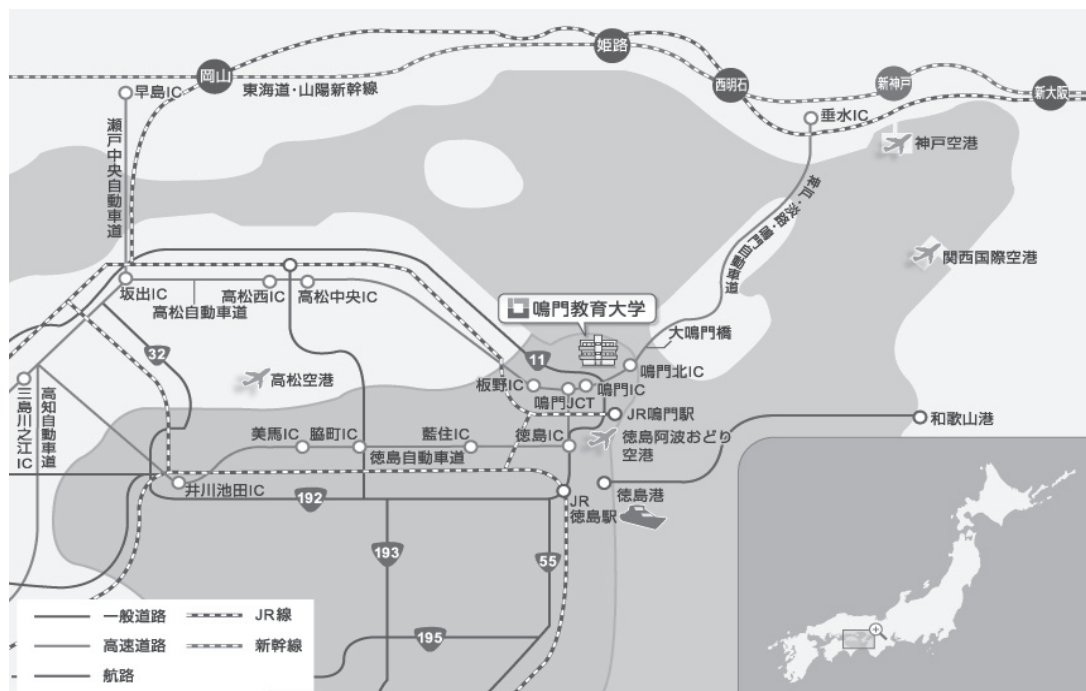 姫路
岡山
西明石
新神戸
新大阪
早島IC
東海道・山陽新幹線
垂水IC
神戸空港
瀬戸中央自動車道
神戸・淡路・鳴門自動車道
関西国際空港
坂出IC
高松西IC
高松中央IC
高松自動車道
鳴門教育大学
大鳴門橋
32
11
鳴門北IC
高松空港
板野IC
鳴門IC
鳴門JCT
三島川之江IC
高知自動車道
JR鳴門駅
和歌山港
美馬IC
脇町IC
藍住IC
徳島IC
徳島阿波おどり
空港
徳島自動車道
井川池田IC
192
JR
徳島駅
徳島港
193
55
195
一般道路
JR線
高速道路
新幹線
航路